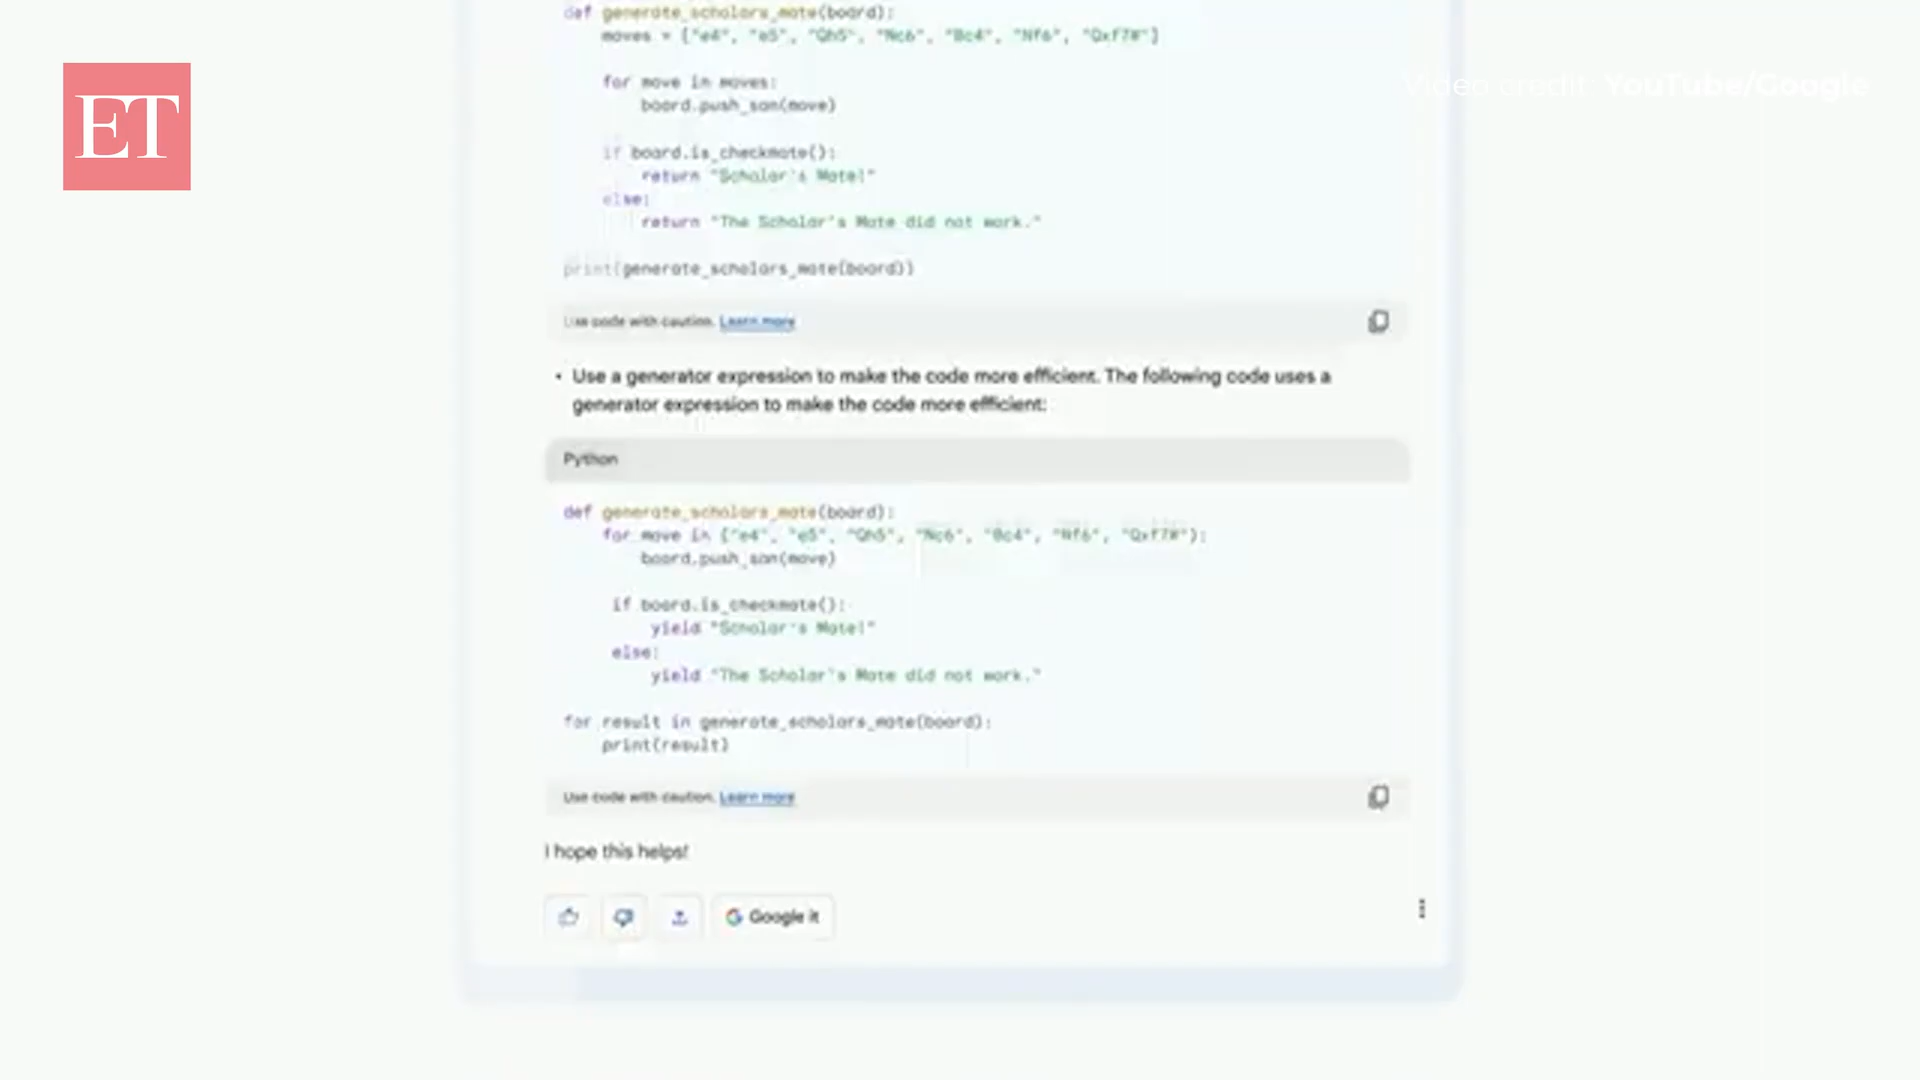 def generate_scholars_mate(board):
moves = ["e4", "e5", "Qh5", "Nc6", "Bc4", "Nf6", "Qxf7#"]
for move in moves:
board.push_san(move)
if board.is_checkmate():
return "Scholar's Mate!"
else:
return "The Scholar's Mate did not work."
print(generate_scholars_mate(board))
ET
Video credit: YouTube/Google
Use code with caution. Learn more
• Use a generator expression to make the code more efficient. The following code uses a
generator expression to make the code more efficient:
Python
def generate_scholars_mate(board):
for move in ["e4", "e5", "Qh5", "Nc6", "Bc4", "Nf6", "Qxf7#"]:
board.push_san(move)
if board.is_checkmate():
yield "Scholar's Mate!"
else:
yield "The Scholar's Mate did not work."
for result in generate_scholars_mate(board):
print(result)
Use code with caution. Learn more
I hope this helps!
Google it